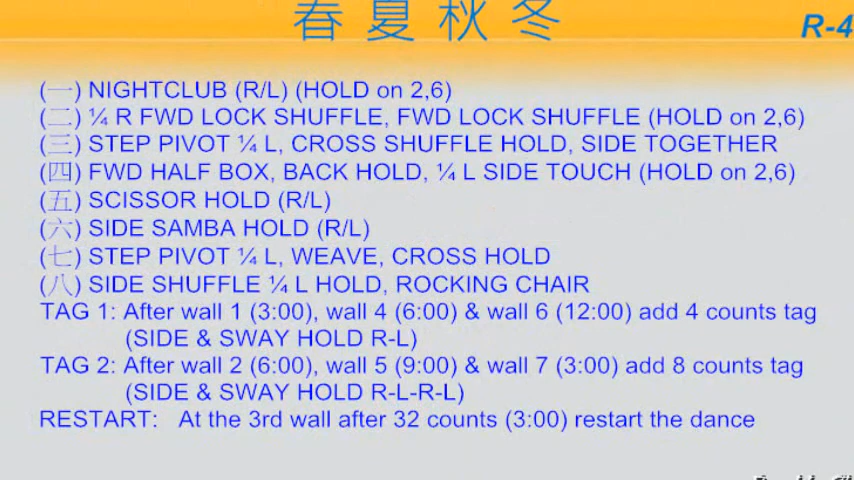 春夏秋冬
R-4
(一) NIGHTCLUB (R/L) (HOLD on 2,6)
(二) ¼ R FWD LOCK SHUFFLE, FWD LOCK SHUFFLE (HOLD on 2,6)
(三) STEP PIVOT ¼ L, CROSS SHUFFLE HOLD, SIDE TOGETHER
(四) FWD HALF BOX, BACK HOLD, ¼ L SIDE TOUCH (HOLD on 2,6)
(五) SCISSOR HOLD (R/L)
(六) SIDE SAMBA HOLD (R/L)
(七) STEP PIVOT ¼ L, WEAVE, CROSS HOLD
(八) SIDE SHUFFLE ¼ L HOLD, ROCKING CHAIR
TAG 1: After wall 1 (3:00), wall 4 (6:00) & wall 6 (12:00) add 4 counts tag
(SIDE & SWAY HOLD R-L)
TAG 2: After wall 2 (6:00), wall 5 (9:00) & wall 7 (3:00) add 8 counts tag
(SIDE & SWAY HOLD R-L-R-L)
RESTART: At the 3rd wall after 32 counts (3:00) restart the dance